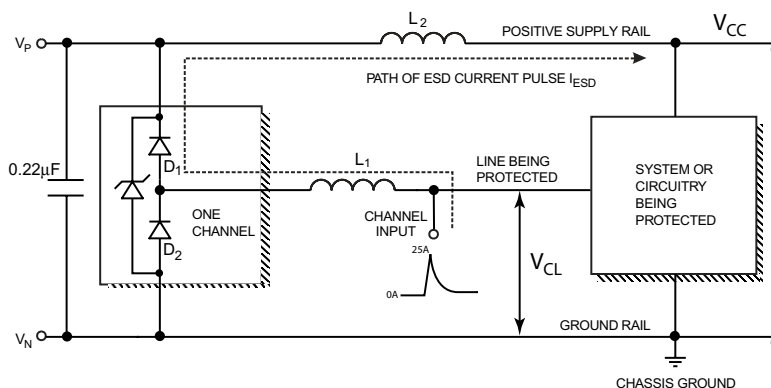 L2
POSITIVE SUPPLY RAIL
VCC
VP
PATH OF ESD CURRENT PULSE IESD
0.22μF
D1
L1
LINE BEING
PROTECTED
SYSTEM OR
CIRCUITRY
BEING
PROTECTED
ONE
CHANNEL
D2
CHANNEL
INPUT
25A
0A
VCL
VN
GROUND RAIL
CHASSIS GROUND